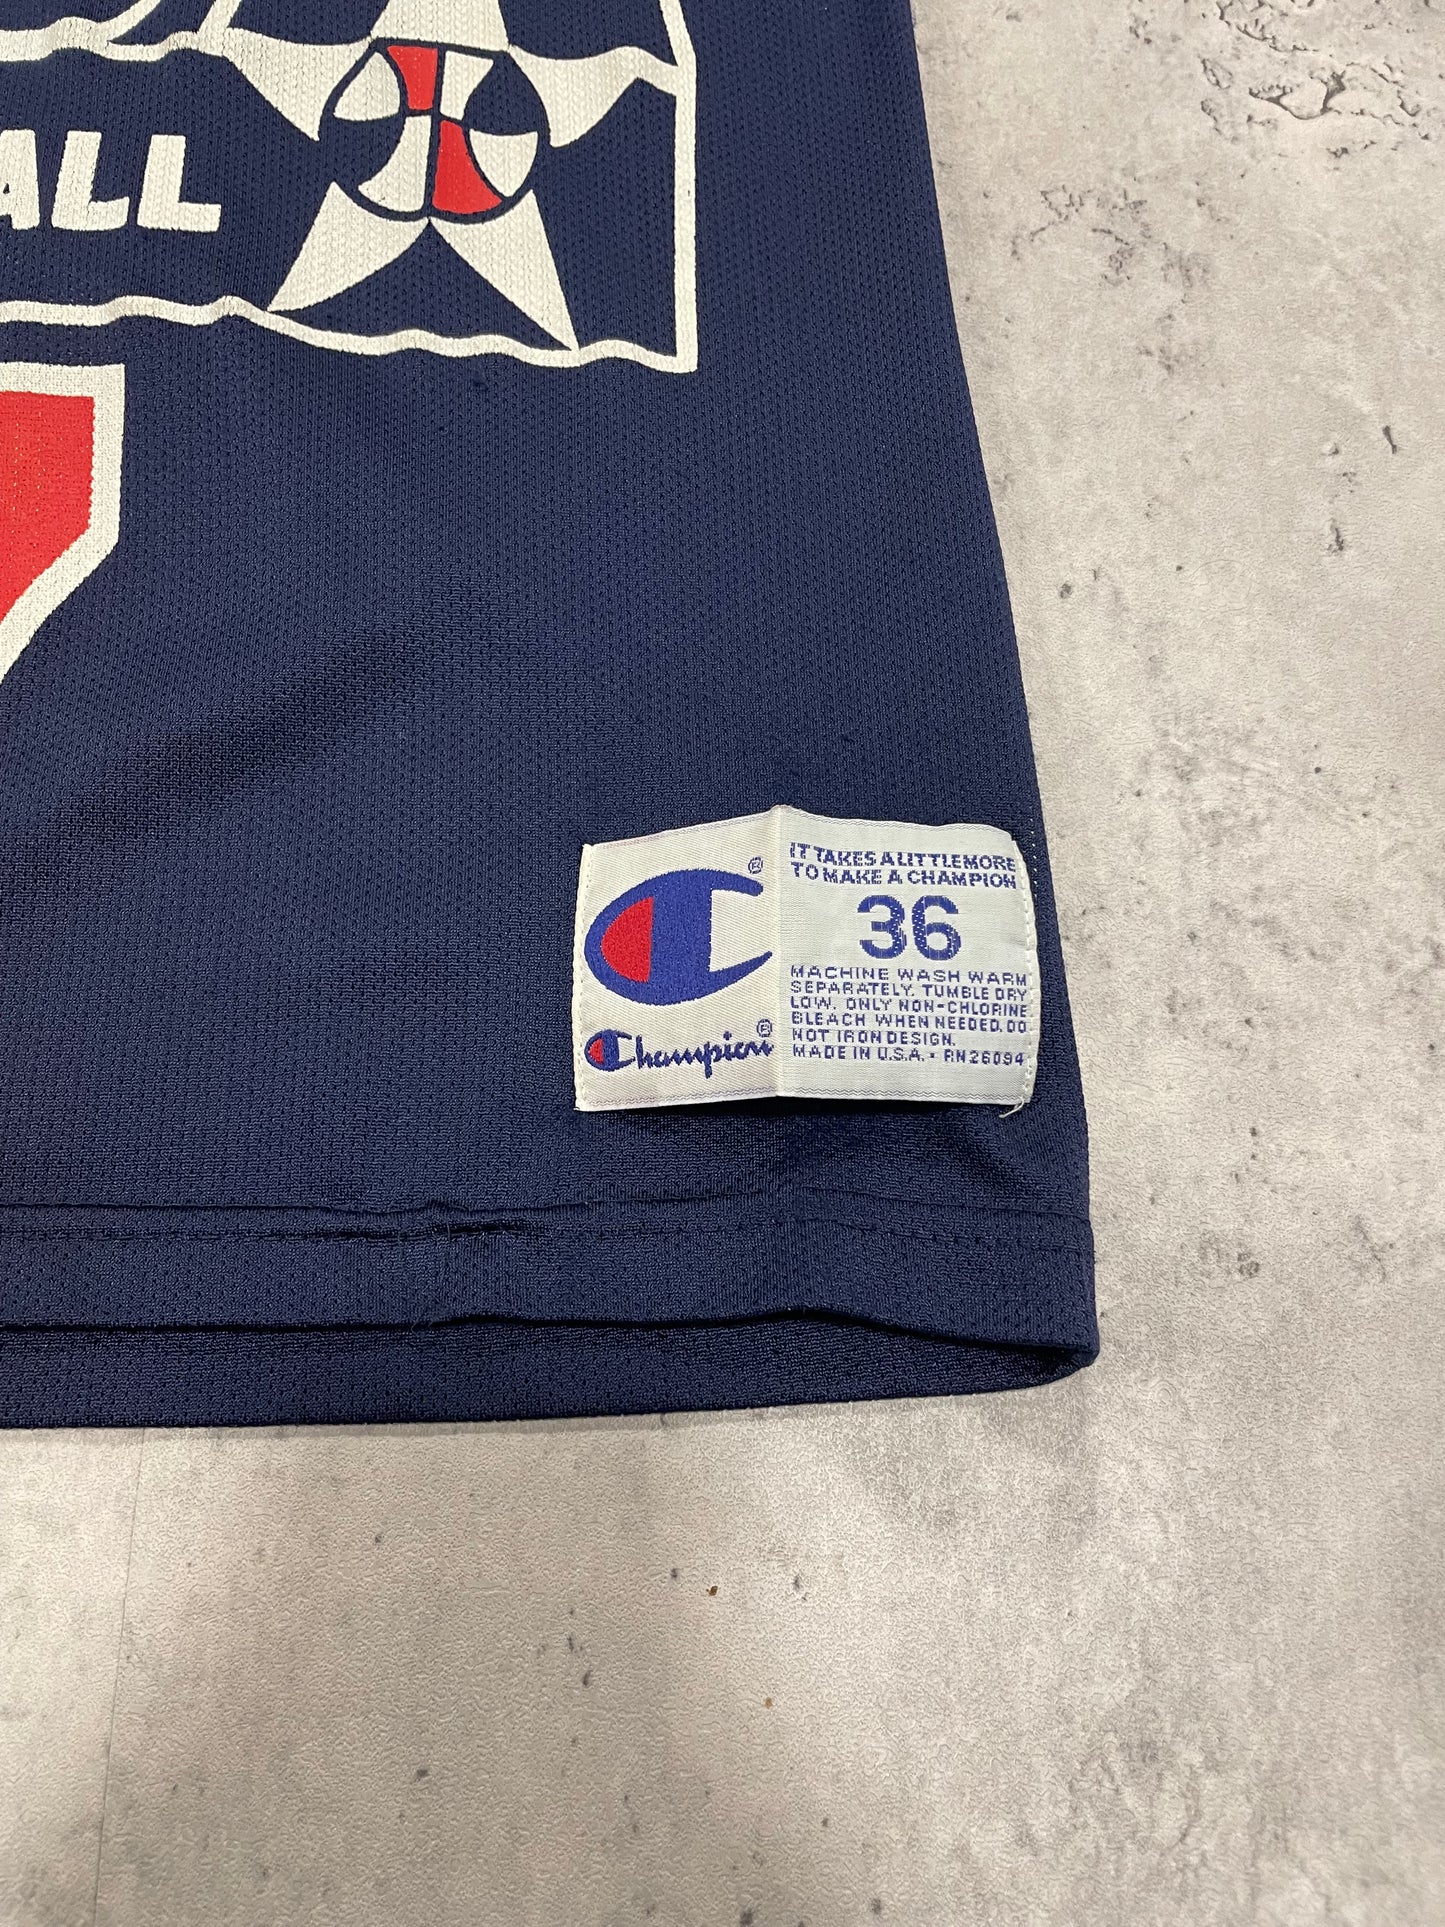 ALL
®
Champion®
IT TAKES A LITTLE MORE
TO MAKE A CHAMPION
36
MACHINE WASH WARM
SEPARATELY. TUMBLE DRY
LOW. ONLY NON-CHLORINE
BLEACH WHEN NEEDED. DO
NOT IRON DESIGN.
MADE IN U.S.A. • RN26094